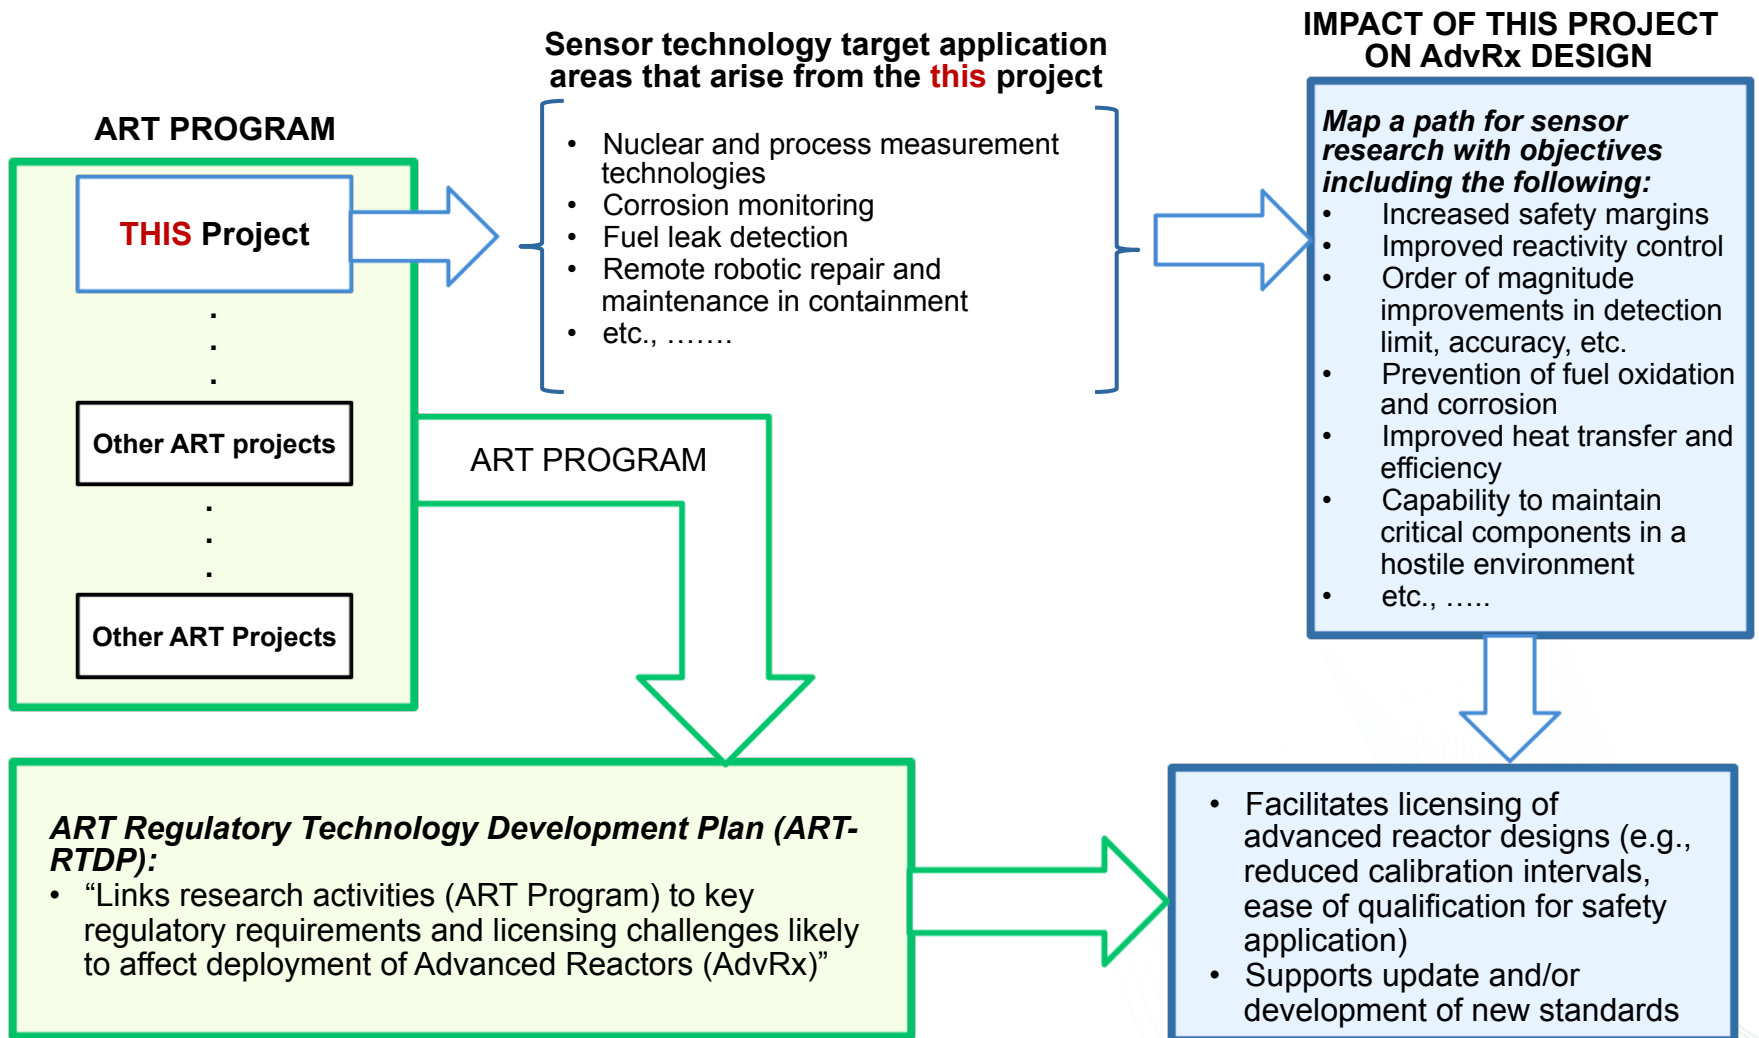 ART PROGRAM
THIS Project
.
.
.
Other ART projects
.
.
.
Other ART Projects
Sensor technology target application
areas that arise from the this project
• Nuclear and process measurement
technologies
• Corrosion monitoring
• Fuel leak detection
• Remote robotic repair and
maintenance in containment
• etc., …….
IMPACT OF THIS PROJECT
ON AdvRx DESIGN
Map a path for sensor
research with objectives
including the following:
• Increased safety margins
• Improved reactivity control
• Order of magnitude
improvements in detection
limit, accuracy, etc.
• Prevention of fuel oxidation
and corrosion
• Improved heat transfer and
efficiency
• Capability to maintain
critical components in a
hostile environment
• etc., …..
ART PROGRAM
ART Regulatory Technology Development Plan (ART-
RTDP):
• “Links research activities (ART Program) to key
regulatory requirements and licensing challenges likely
to affect deployment of Advanced Reactors (AdvRx)”
• Facilitates licensing of
advanced reactor designs (e.g.,
reduced calibration intervals,
ease of qualification for safety
application)
• Supports update and/or
development of new standards